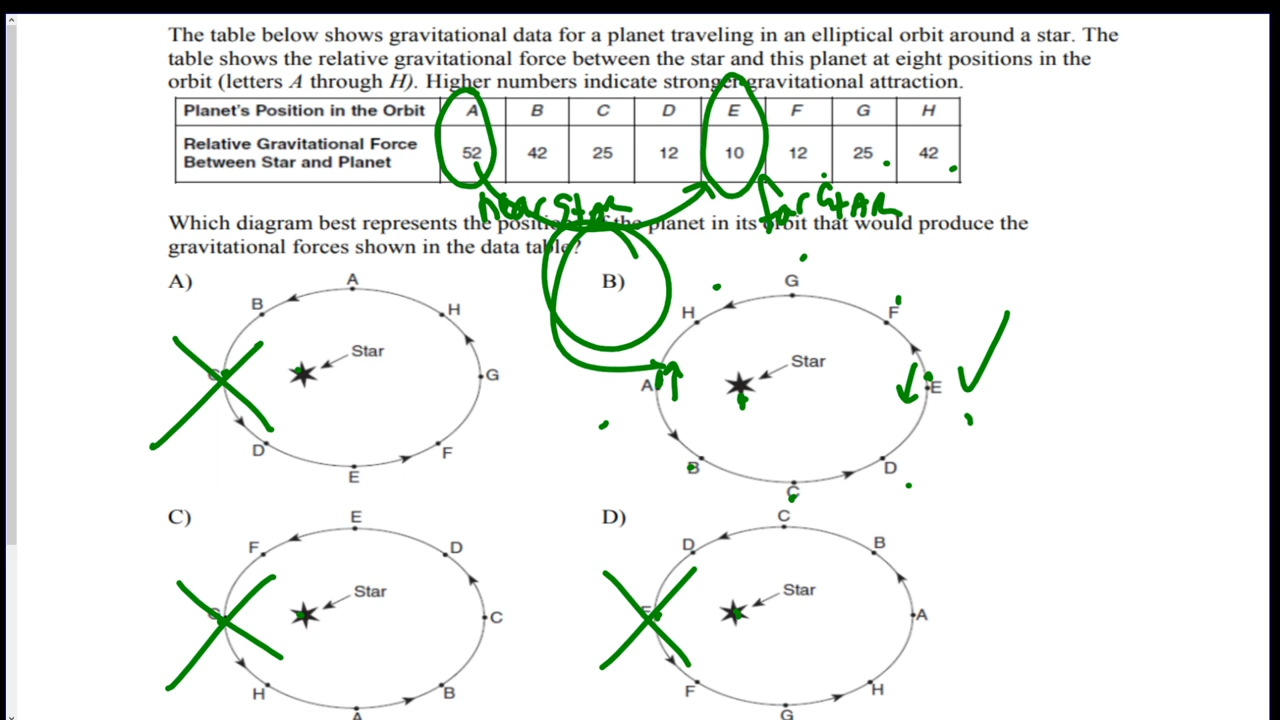 The table below shows gravitational data for a planet traveling in an elliptical orbit around a star. The
table shows the relative gravitational force between the star and this planet at eight positions in the
orbit (letters A through H). Higher numbers indicate stronger gravitational attraction.
Planet's Position in the Orbit A B C D E F G H
Relative Gravitational Force
Between Star and Planet 52 42 25 12 10 12 25 42
near Star far STAR
Which diagram best represents the positions of the planet in its orbit that would produce the
gravitational forces shown in the data table?
A)
A
B
H
Star
G
D
F
E
B)
G
H
F
Star
A
E
B
D
C
C)
E
F
D
Star
C
H
B
A
D)
C
D
B
Star
E
A
F
H
G